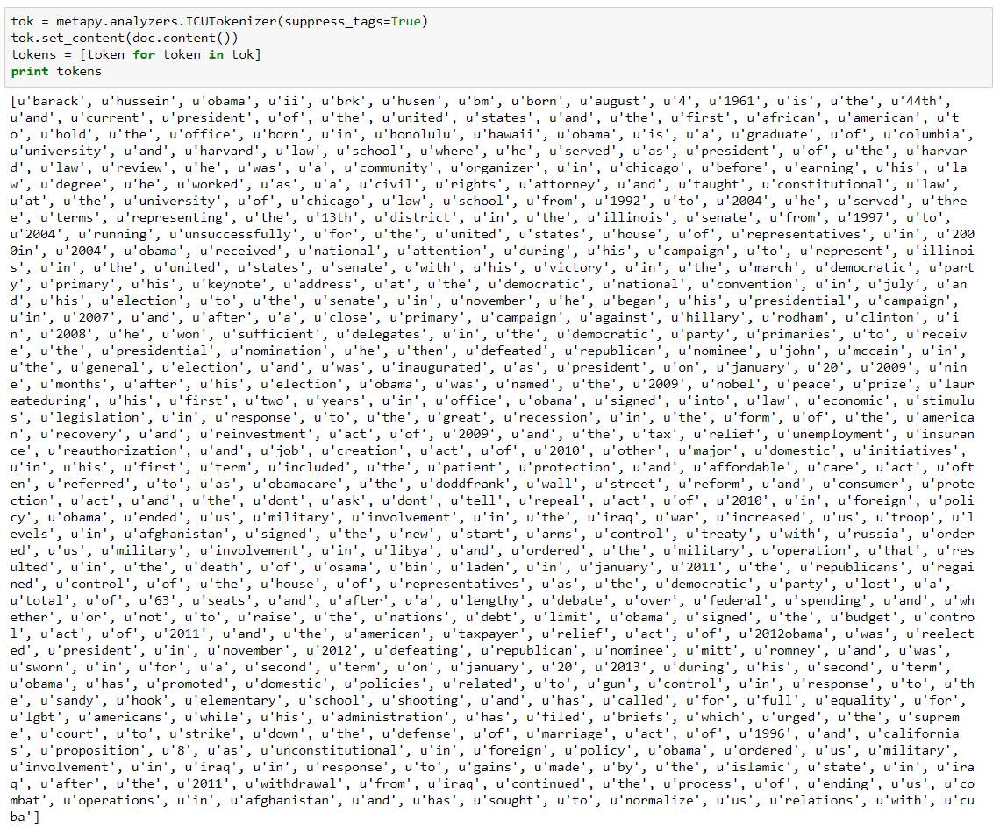 tok = metapy.analyzers.ICUTokenizer(suppress_tags=True)
tok.set_content(doc.content())
tokens = [token for token in tok]
print tokens
[u'barack', u'hussein', u'obama', u'ii', u'brk', u'husen', u'bm', u'born', u'august', u'4', u'1961', u'is', u'the', u'44th',
u'and', u'current', u'president', u'of', u'the', u'united', u'states', u'and', u'the', u'first', u'african', u'american', u't
o', u'hold', u'the', u'office', u'born', u'in', u'honolulu', u'hawaii', u'obama', u'is', u'a', u'graduate', u'of', u'columbia',
u'university', u'and', u'harvard', u'law', u'school', u'where', u'he', u'served', u'as', u'president', u'of', u'the', u'harvar
d', u'law', u'review', u'he', u'was', u'a', u'community', u'organizer', u'in', u'chicago', u'before', u'earning', u'his', u'la
w', u'degree', u'he', u'worked', u'as', u'a', u'civil', u'rights', u'attorney', u'and', u'taught', u'constitutional', u'law',
u'at', u'the', u'university', u'of', u'chicago', u'law', u'school', u'from', u'1992', u'to', u'2004', u'he', u'served', u'thre
e', u'terms', u'representing', u'the', u'13th', u'district', u'in', u'the', u'illinois', u'senate', u'from', u'1997', u'to',
u'2004', u'running', u'unsuccessfully', u'for', u'the', u'united', u'states', u'house', u'of', u'representatives', u'in', u'200
0in', u'2004', u'obama', u'received', u'national', u'attention', u'during', u'his', u'campaign', u'to', u'represent', u'illinoi
s', u'in', u'the', u'united', u'states', u'senate', u'with', u'his', u'victory', u'in', u'the', u'march', u'democratic', u'part
y', u'primary', u'his', u'keynote', u'address', u'at', u'the', u'democratic', u'national', u'convention', u'in', u'july', u'an
d', u'his', u'election', u'to', u'the', u'senate', u'in', u'november', u'he', u'began', u'his', u'presidential', u'campaign',
u'in', u'2007', u'and', u'after', u'a', u'close', u'primary', u'campaign', u'against', u'hillary', u'rodham', u'clinton', u'i
n', u'2008', u'he', u'won', u'sufficient', u'delegates', u'in', u'the', u'democratic', u'party', u'primaries', u'to', u'receiv
e', u'the', u'presidential', u'nomination', u'he', u'then', u'defeated', u'republican', u'nominee', u'john', u'mccain', u'in',
u'the', u'general', u'election', u'and', u'was', u'inaugurated', u'as', u'president', u'on', u'january', u'20', u'2009', u'nin
e', u'months', u'after', u'his', u'election', u'obama', u'was', u'named', u'the', u'2009', u'nobel', u'peace', u'prize', u'laur
eateduring', u'his', u'first', u'two', u'years', u'in', u'office', u'obama', u'signed', u'into', u'law', u'economic', u'stimulu
s', u'legislation', u'in', u'response', u'to', u'the', u'great', u'recession', u'in', u'the', u'form', u'of', u'the', u'america
n', u'recovery', u'and', u'reinvestment', u'act', u'of', u'2009', u'and', u'the', u'tax', u'relief', u'unemployment', u'insuran
ce', u'reauthorization', u'and', u'job', u'creation', u'act', u'of', u'2010', u'other', u'major', u'domestic', u'initiatives',
u'in', u'his', u'first', u'term', u'included', u'the', u'patient', u'protection', u'and', u'affordable', u'care', u'act', u'oft
en', u'referred', u'to', u'as', u'obamacare', u'the', u'doddfrank', u'wall', u'street', u'reform', u'and', u'consumer', u'prote
ction', u'act', u'and', u'the', u'dont', u'ask', u'dont', u'tell', u'repeal', u'act', u'of', u'2010', u'in', u'foreign', u'poli
cy', u'obama', u'ended', u'us', u'military', u'involvement', u'in', u'the', u'iraq', u'war', u'increased', u'us', u'troop', u'l
evels', u'in', u'afghanistan', u'signed', u'the', u'new', u'start', u'arms', u'control', u'treaty', u'with', u'russia', u'order
ed', u'us', u'military', u'involvement', u'in', u'libya', u'and', u'ordered', u'the', u'military', u'operation', u'that', u'res
ulted', u'in', u'the', u'death', u'of', u'osama', u'bin', u'laden', u'in', u'january', u'2011', u'the', u'republicans', u'regai
ned', u'control', u'of', u'the', u'house', u'of', u'representatives', u'as', u'the', u'democratic', u'party', u'lost', u'a',
u'total', u'of', u'63', u'seats', u'and', u'after', u'a', u'lengthy', u'debate', u'over', u'federal', u'spending', u'and', u'wh
ether', u'or', u'not', u'to', u'raise', u'the', u'nations', u'debt', u'limit', u'obama', u'signed', u'the', u'budget', u'contro
l', u'act', u'of', u'2011', u'and', u'the', u'american', u'taxpayer', u'relief', u'act', u'of', u'2012obama', u'was', u'reelect
ed', u'president', u'in', u'november', u'2012', u'defeating', u'republican', u'nominee', u'mitt', u'romney', u'and', u'was',
u'sworn', u'in', u'for', u'a', u'second', u'term', u'on', u'january', u'20', u'2013', u'during', u'his', u'second', u'term',
u'obama', u'has', u'promoted', u'domestic', u'policies', u'related', u'to', u'gun', u'control', u'in', u'response', u'to', u'th
e', u'sandy', u'hook', u'elementary', u'school', u'shooting', u'and', u'has', u'called', u'for', u'full', u'equality', u'for',
u'lgbt', u'americans', u'while', u'his', u'administration', u'has', u'filed', u'briefs', u'which', u'urged', u'the', u'suprem
e', u'court', u'to', u'strike', u'down', u'the', u'defense', u'of', u'marriage', u'act', u'of', u'1996', u'and', u'california
s', u'proposition', u'8', u'as', u'unconstitutional', u'in', u'foreign', u'policy', u'obama', u'ordered', u'us', u'military',
u'involvement', u'in', u'iraq', u'in', u'response', u'to', u'gains', u'made', u'by', u'the', u'islamic', u'state', u'in', u'ira
q', u'after', u'the', u'2011', u'withdrawal', u'from', u'iraq', u'continued', u'the', u'process', u'of', u'ending', u'us', u'co
mbat', u'operations', u'in', u'afghanistan', u'and', u'has', u'sought', u'to', u'normalize', u'us', u'relations', u'with', u'cu
ba']